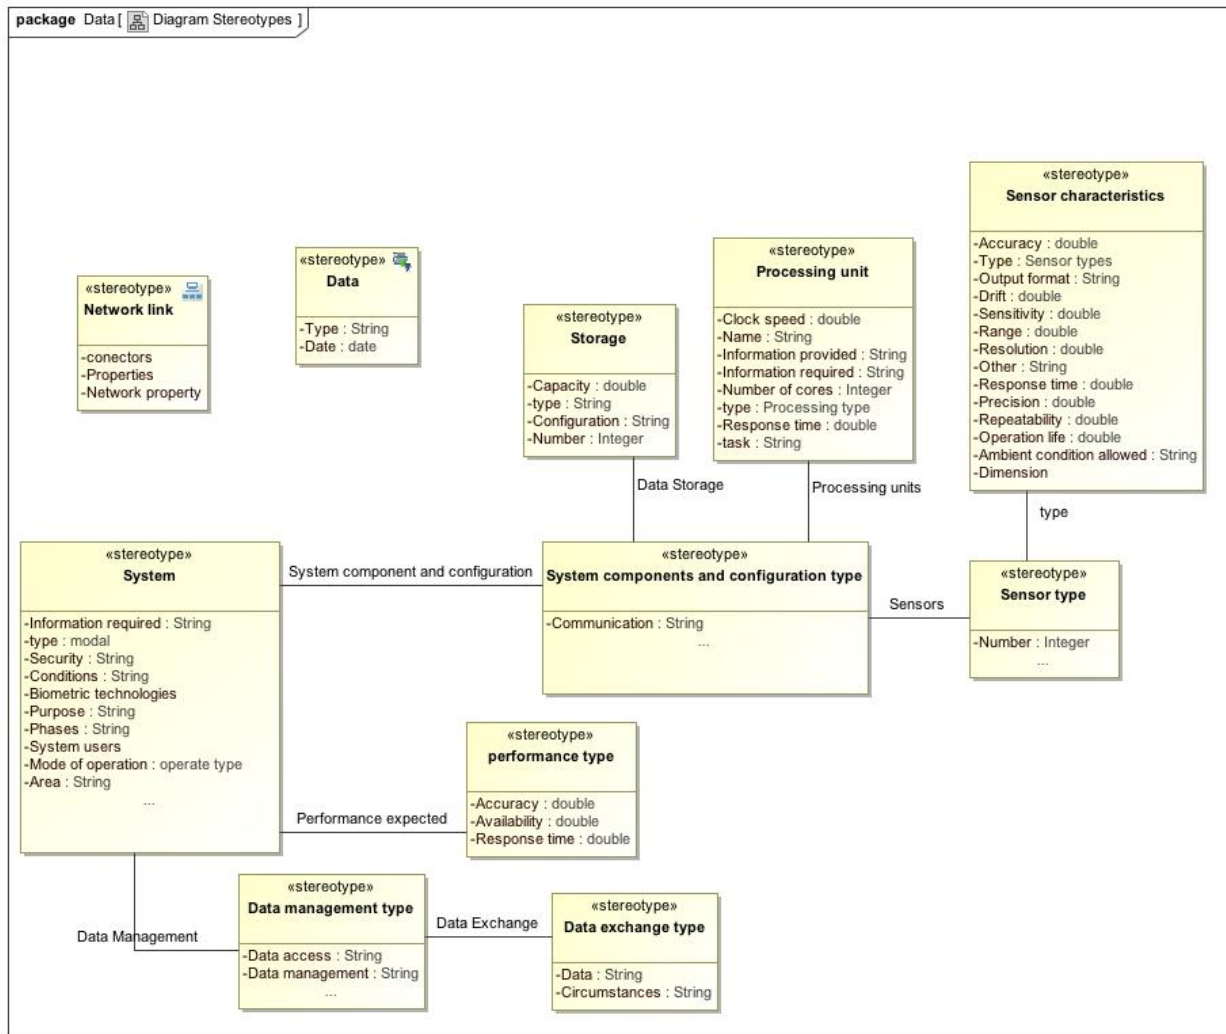 package Data [ Diagram Stereotypes ]
«stereotype»
Sensor characteristics
-Accuracy : double
-Type : Sensor types
-Output format : String
-Drift : double
-Sensitivity : double
-Range : double
-Resolution : double
-Other : String
-Response time : double
-Precision : double
-Repeatability : double
-Operation life : double
-Ambient condition allowed : String
-Dimension
«stereotype»
Processing unit
-Clock speed : double
-Name : String
-Information provided : String
-Information required : String
-Number of cores : Integer
-type : Processing type
-Response time : double
-task : String
«stereotype»
Data
-Type : String
-Date : date
«stereotype»
Network link
-conectors
-Properties
-Network property
«stereotype»
Storage
-Capacity : double
-type : String
-Configuration : String
-Number : Integer
Data Storage
Processing units
type
«stereotype»
System
-Information required : String
-type : modal
-Security : String
-Conditions : String
-Biometric technologies
-Purpose : String
-Phases : String
-System users
-Mode of operation : operate type
-Area : String
...
System component and configuration
«stereotype»
System components and configuration type
-Communication : String
...
Sensors
«stereotype»
Sensor type
-Number : Integer
...
Performance expected
«stereotype»
performance type
-Accuracy : double
-Availability : double
-Response time : double
Data Management
«stereotype»
Data management type
-Data access : String
-Data management : String
...
Data Exchange
«stereotype»
Data exchange type
-Data : String
-Circumstances : String